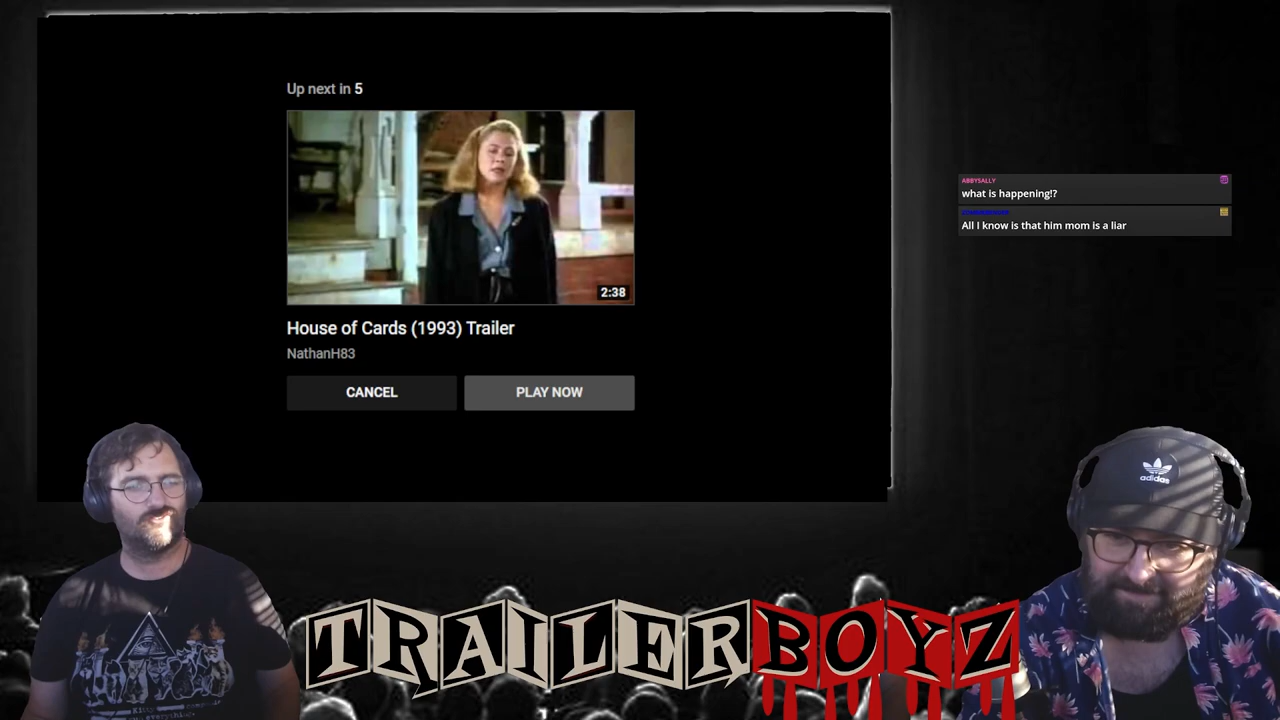 Up next in 5
2:38
House of Cards (1993) Trailer
NathanH83
CANCEL
PLAY NOW
ABBYSALLY
what is happening!?
All I know is that him mom is a liar
adidas
TRAILERBOYZ